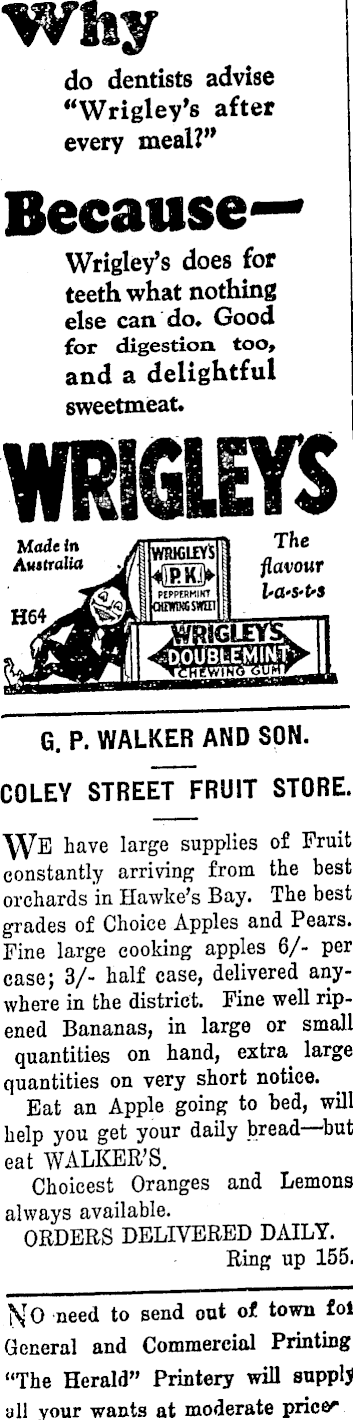 Why
do dentists advise
“Wrigley's after
every meal?”
Because—
Wrigley's does for
teeth what nothing
else can do. Good
for digestion too,
and a delightful
sweetmeat.
WRIGLEY'S
Made in
Australia
The
flavour
l-a-s-t-s
H64
WRIGLEY'S
P.K.
PEPPERMINT
CHEWING SWEET
WRIGLEY'S
DOUBLEMINT
CHEWING GUM
G. P. WALKER AND SON.
COLEY STREET FRUIT STORE.
WE have large supplies of Fruit
constantly arriving from the best
orchards in Hawke's Bay. The best
grades of Choice Apples and Pears.
Fine large cooking apples 6/- per
case; 3/- half case, delivered any-
where in the district. Fine well rip-
ened Bananas, in large or small
quantities on hand, extra large
quantities on very short notice.
Eat an Apple going to bed, will
help you get your daily bread—but
eat WALKER'S.
Choicest Oranges and Lemons
always available.
ORDERS DELIVERED DAILY.
Ring up 155.
NO need to send out of town for
General and Commercial Printing
“The Herald” Printery will supply
all your wants at moderate price